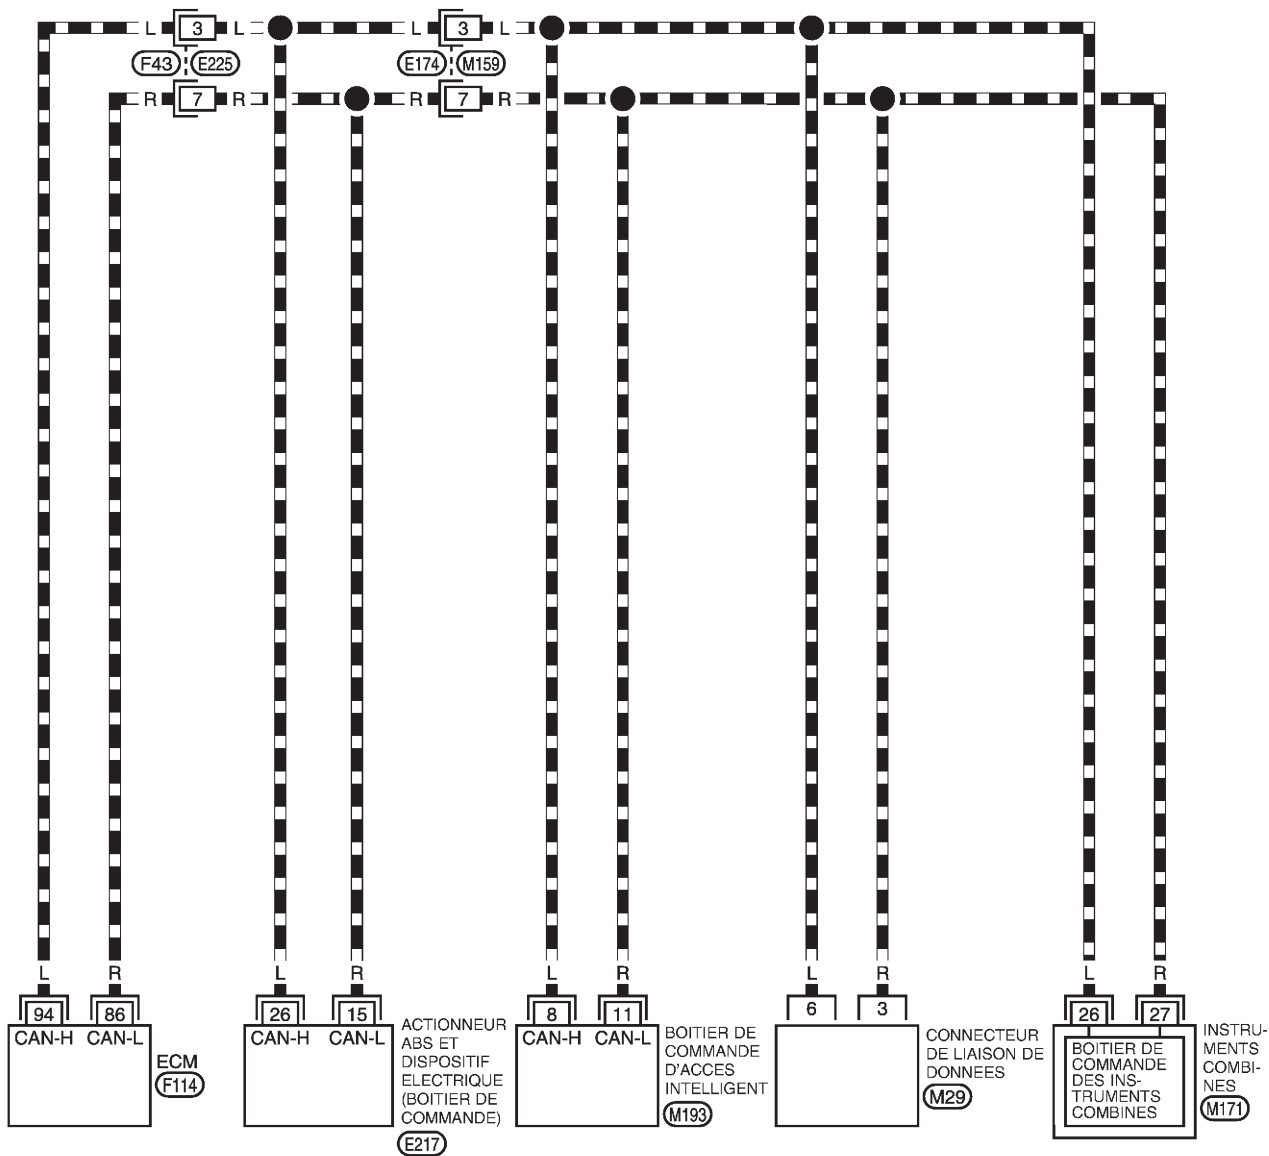 L 3 L L 3 L
F43 E225 E174 M159
R 7 R R 7 R
L R L R L R L R L R
94 86 26 15 8 11 6 3 26 27
CAN-H CAN-L CAN-H CAN-L CAN-H CAN-L
ECM
F114
ACTIONNEUR
ABS ET
DISPOSITIF
ELECTRIQUE
(BOITIER DE
COMMANDE)
E217
BOITIER DE
COMMANDE
D'ACCES
INTELLIGENT
M193
CONNECTEUR
DE LIAISON DE
DONNEES
M29
BOITIER DE
COMMANDE
DES INS-
TRUMENTS
COMBINES
INSTRU-
MENTS
COMBI-
NES
M171